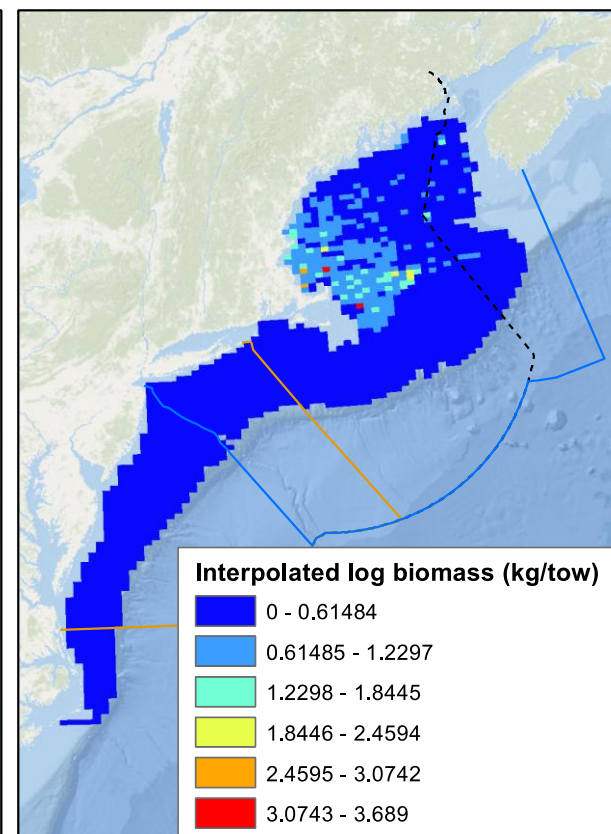 Interpolated log biomass (kg/tow)
0 - 0.61484
0.61485 - 1.2297
1.2298 - 1.8445
1.8446 - 2.4594
2.4595 - 3.0742
3.0743 - 3.689